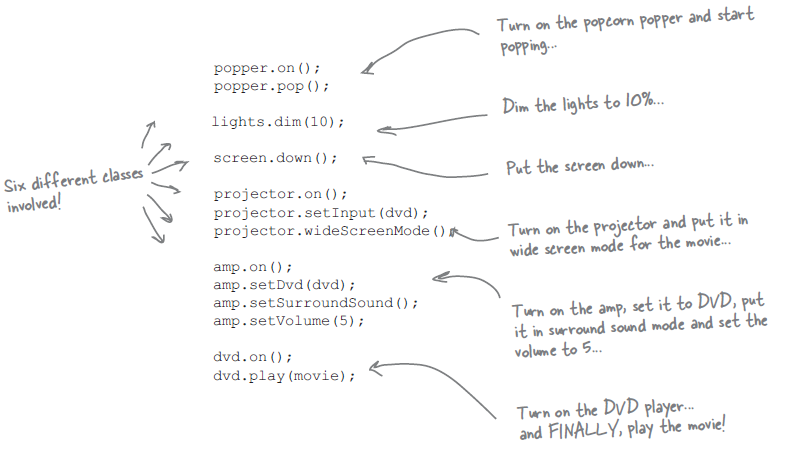 Turn on the popcorn popper and start
popping...
popper.on();
popper.pop();
Dim the lights to 10%...
lights.dim(10);
Put the screen down...
screen.down();
Six different classes
involved!
projector.on();
projector.setInput(dvd);
projector.wideScreenMode();
Turn on the projector and put it in
wide screen mode for the movie...
amp.on();
amp.setDvd(dvd);
amp.setSurroundSound();
amp.setVolume(5);
Turn on the amp, set it to DVD, put
it in surround sound mode and set the
volume to 5...
dvd.on();
dvd.play(movie);
Turn on the DVD player...
and FINALLY, play the movie!